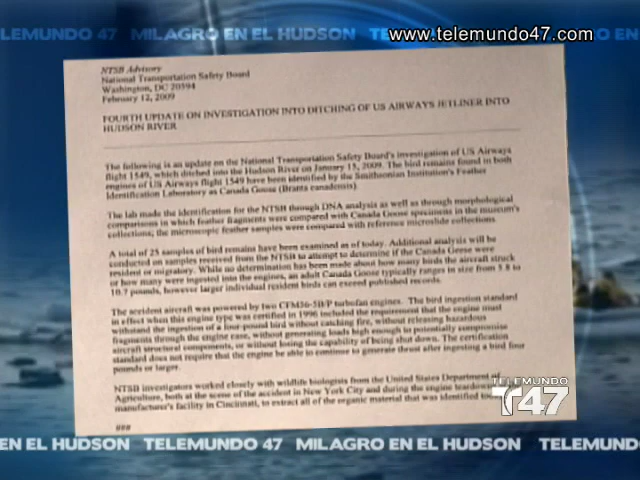 www.telemundo47.com
TELEMUNDO 47 MILAGRO EN EL HUDSON
NTSB Advisory
National Transportation Safety Board
Washington, DC 20594
February 12, 2009
FOURTH UPDATE ON INVESTIGATION INTO DITCHING OF US AIRWAYS JETLINER INTO
HUDSON RIVER
The following is an update on the National Transportation Safety Board's investigation of US Airways
flight 1549, which ditched into the Hudson River on January 15, 2009. The bird remains found in both
engines of US Airways flight 1549 have been identified by the Smithsonian Institution's Feather
Identification Laboratory as Canada Goose (Branta canadensis).
The lab made the identification for the NTSB through DNA analysis as well as through morphological
comparisons in which feather fragments were compared with Canada Goose specimens in the museum's
collections; the microscopic feather samples were compared with reference microslide collections.
A total of 25 samples of bird remains have been examined as of today. Additional analysis will be
conducted on samples received from the NTSB to attempt to determine if the Canada Geese were
resident or migratory. While no determination has been made about how many birds the aircraft struck
or how many were ingested into the engines, an adult Canada Goose typically ranges in size from 5.8 to
10.7 pounds, however larger individual resident birds can exceed published records.
The accident aircraft was powered by two CFM56-5B/P turbofan engines. The bird ingestion standard
in effect when this engine type was certified in 1996 included the requirement that the engine must
withstand the ingestion of a four-pound bird without catching fire, without releasing hazardous
fragments through the engine case, without generating loads high enough to potentially compromise
aircraft structural components, or without losing the capability of being shut down. The certification
standard does not require that the engine be able to continue to generate thrust after ingesting a bird four
pounds or larger.
NTSB investigators worked closely with wildlife biologists from the United States Department of
Agriculture, both at the scene of the accident in New York City and during the engine teardown
manufacturer's facility in Cincinnati, to extract all of the organic material that was identified
###
TELEMUNDO
T47
EN EL HUDSON TELEMUNDO 47 MILAGRO EN EL HUDSON TELEMUNDO